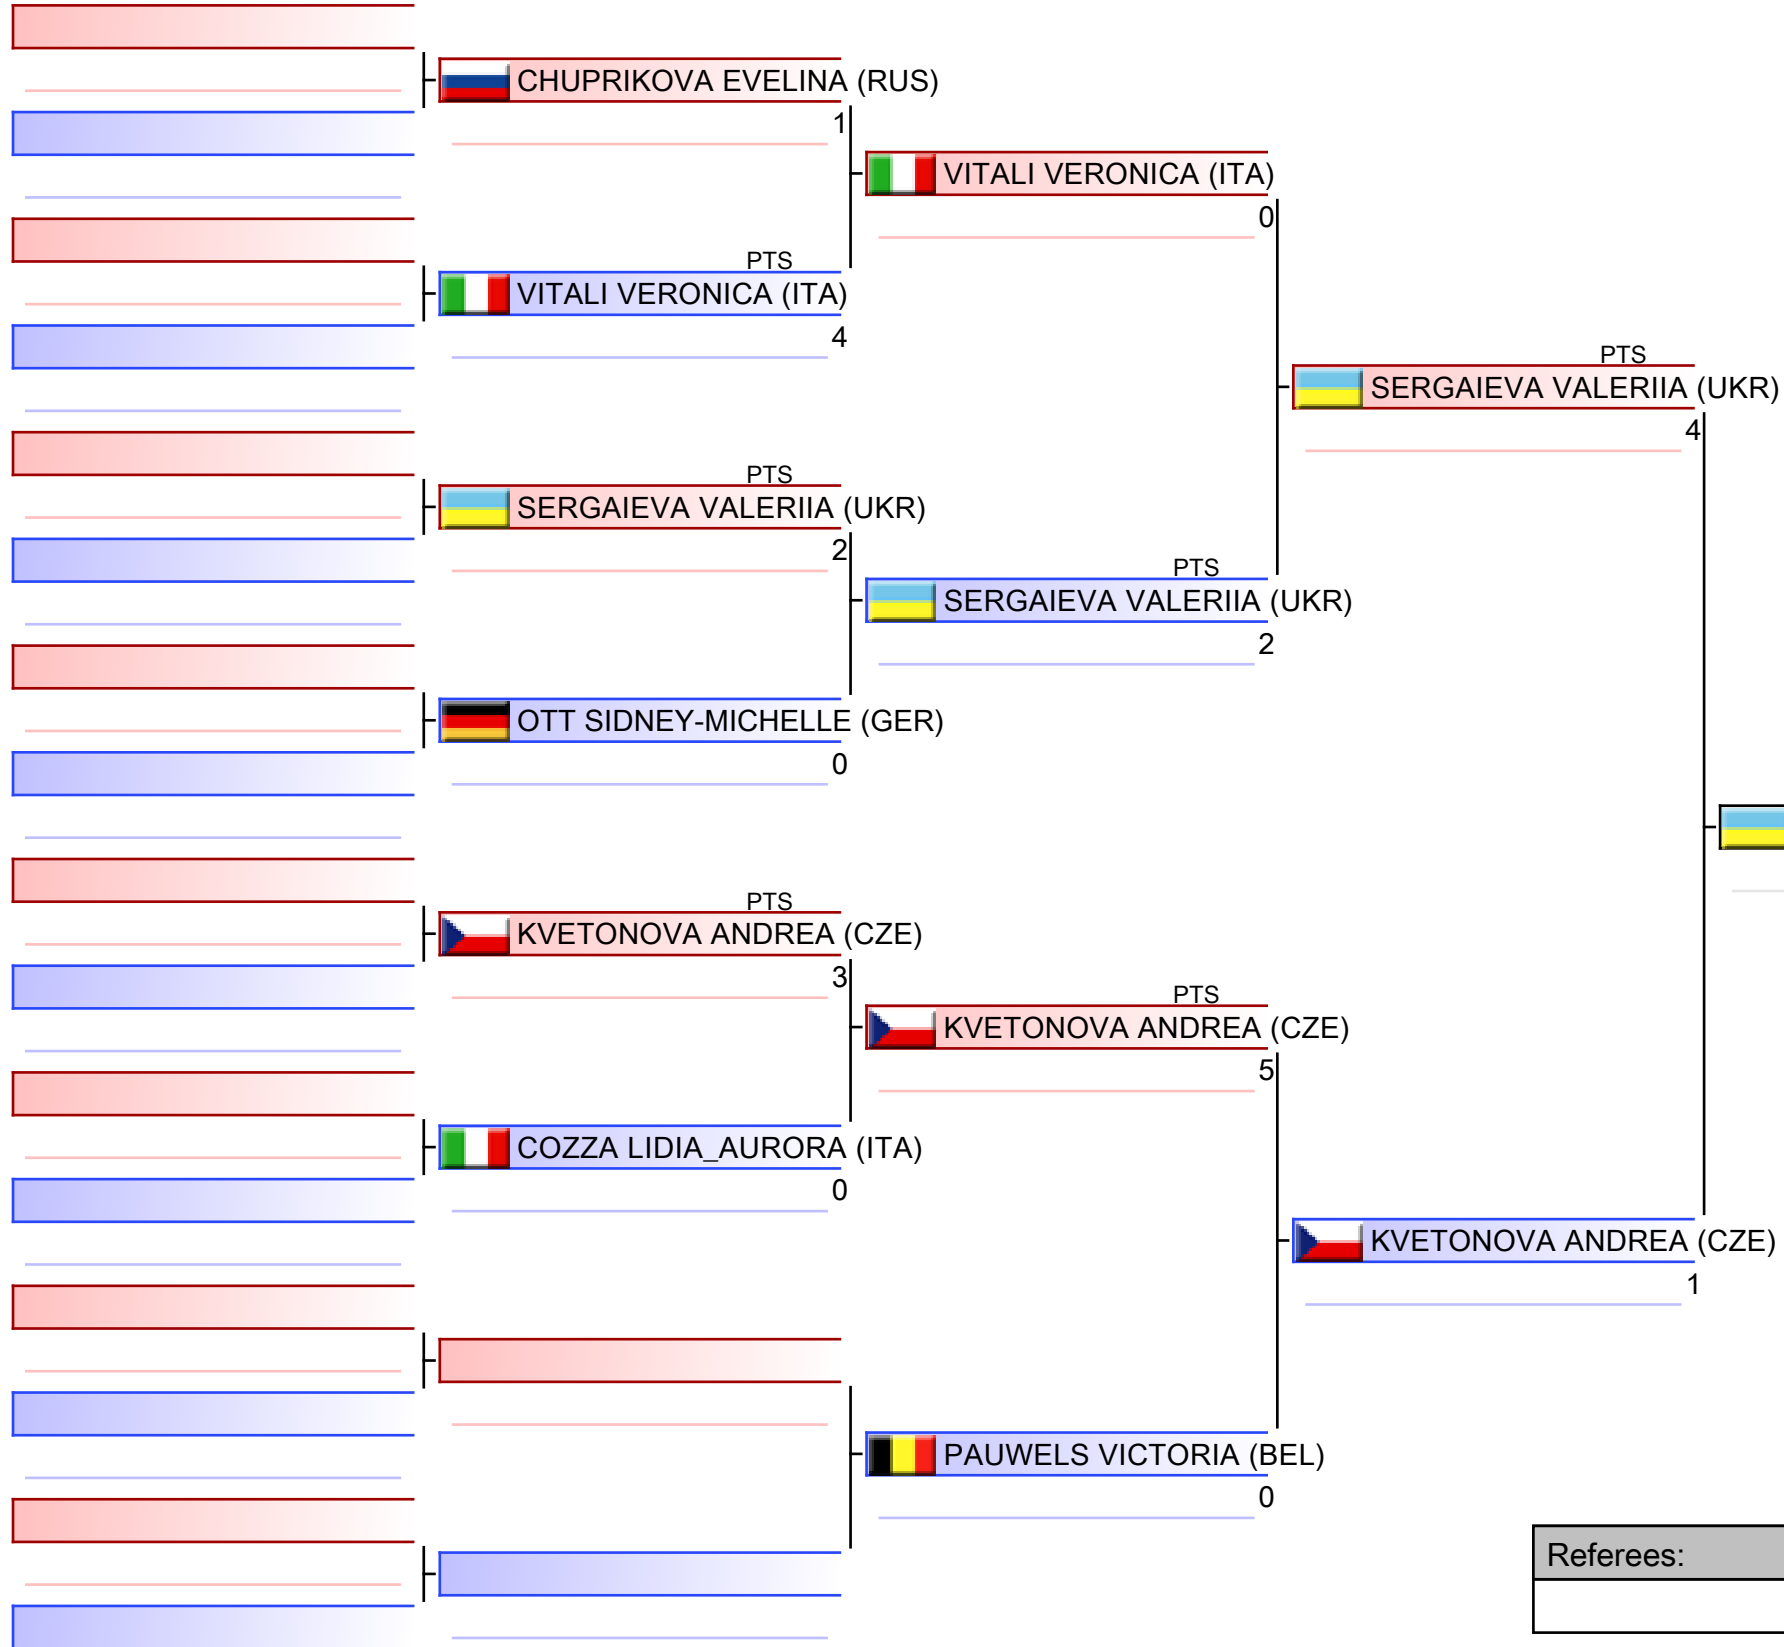 CHUPRIKOVA EVELINA (RUS)
1
VITALI VERONICA (ITA)
0
PTS
VITALI VERONICA (ITA)
4
PTS
SERGAIEVA VALERIIA (UKR)
4
PTS
SERGAIEVA VALERIIA (UKR)
2
PTS
SERGAIEVA VALERIIA (UKR)
2
OTT SIDNEY-MICHELLE (GER)
0
PTS
KVETONOVA ANDREA (CZE)
3
PTS
KVETONOVA ANDREA (CZE)
5
COZZA LIDIA_AURORA (ITA)
0
KVETONOVA ANDREA (CZE)
1
PAUWELS VICTORIA (BEL)
0
Referees: